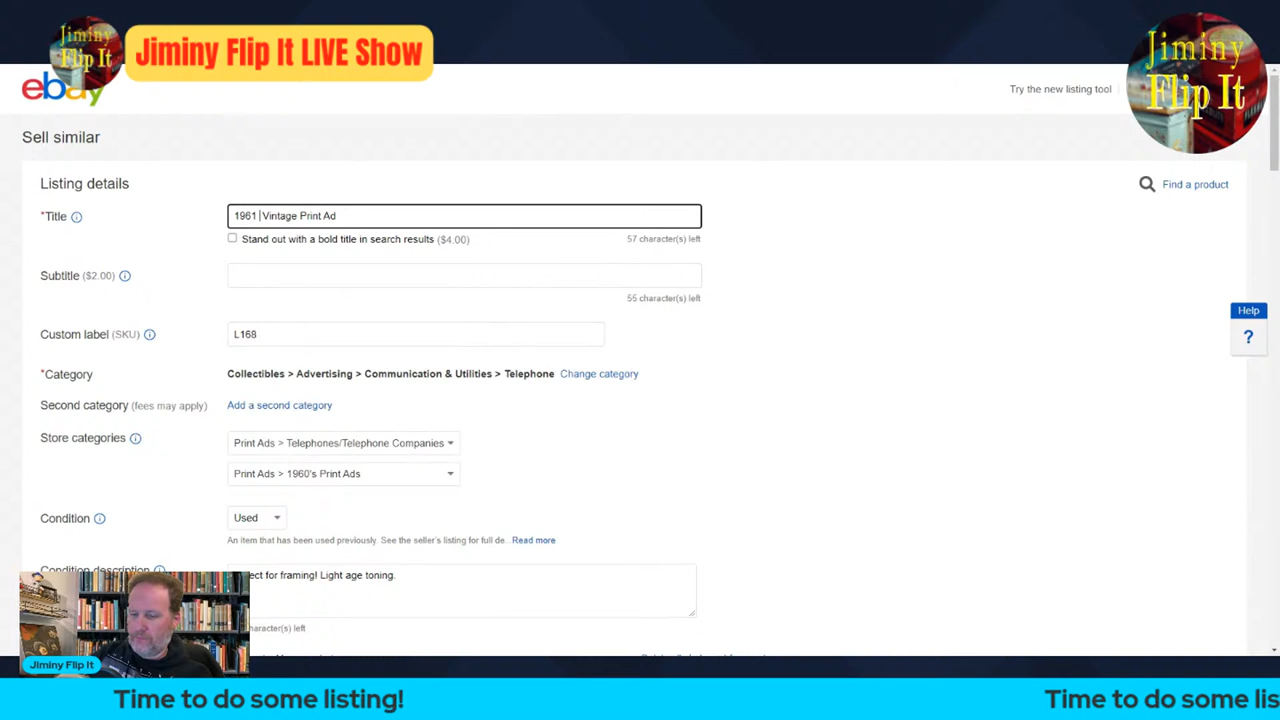 Jiminy Flip It
Jiminy Flip It LIVE Show
Jiminy Flip It
ebay
Try the new listing tool
Sell similar
Listing details
Find a product
*Title
1961 Vintage Print Ad
Stand out with a bold title in search results ($4.00)
57 character(s) left
Subtitle ($2.00)
55 character(s) left
Help
?
Custom label (SKU)
L168
*Category
Collectibles > Advertising > Communication & Utilities > Telephone Change category
Second category (fees may apply)
Add a second category
Store categories
Print Ads > Telephones/Telephone Companies
Print Ads > 1960's Print Ads
Condition
Used
An item that has been used previously. See the seller's listing for full de... Read more
Condition description
for framing! Light age toning.
left
Jiminy Flip It
Time to do some listing!
Time to do some lis